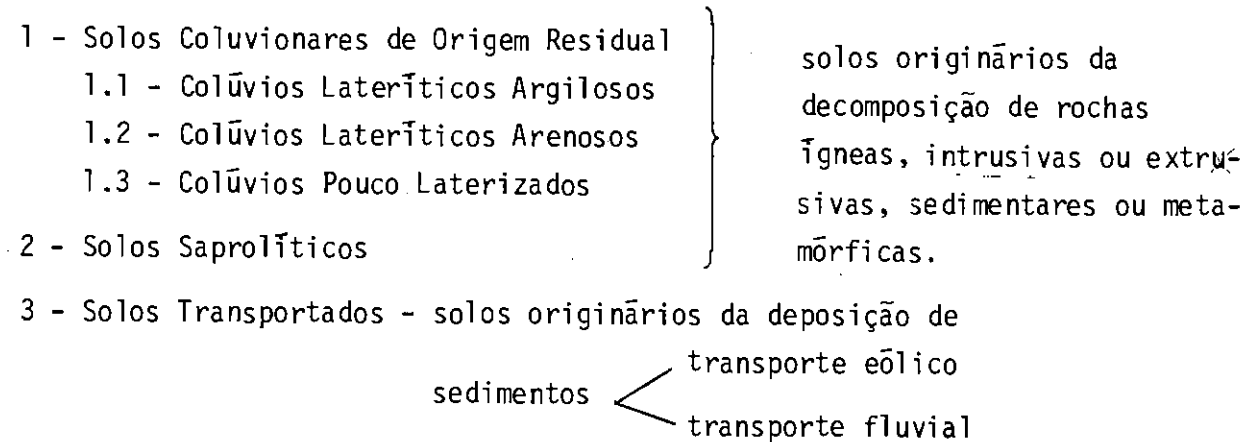 1 - Solos Coluvionares de Origem Residual
1.1 - Colúvios Lateríticos Argilosos
1.2 - Colúvios Lateríticos Arenosos
1.3 - Colúvios Pouco Laterizados
2 - Solos Saprolíticos
solos originários da
decomposição de rochas
ígneas, intrusivas ou extru-
sivas, sedimentares ou meta-
mórficas.
3 - Solos Transportados - solos originários da deposição de
sedimentos
transporte eólico
transporte fluvial